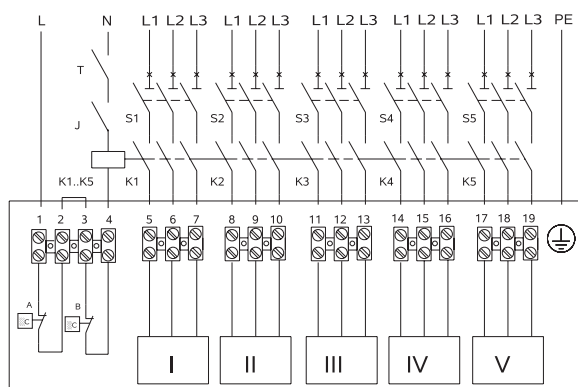 L N L1 L2 L3 L1 L2 L3 L1 L2 L3 L1 L2 L3 L1 L2 L3 PE
T
S1 S2 S3 S4 S5
J
K1..K5 K1 K2 K3 K4 K5
1 2 3 4 5 6 7 8 9 10 11 12 13 14 15 16 17 18 19
A B
°C °C
I II III IV V